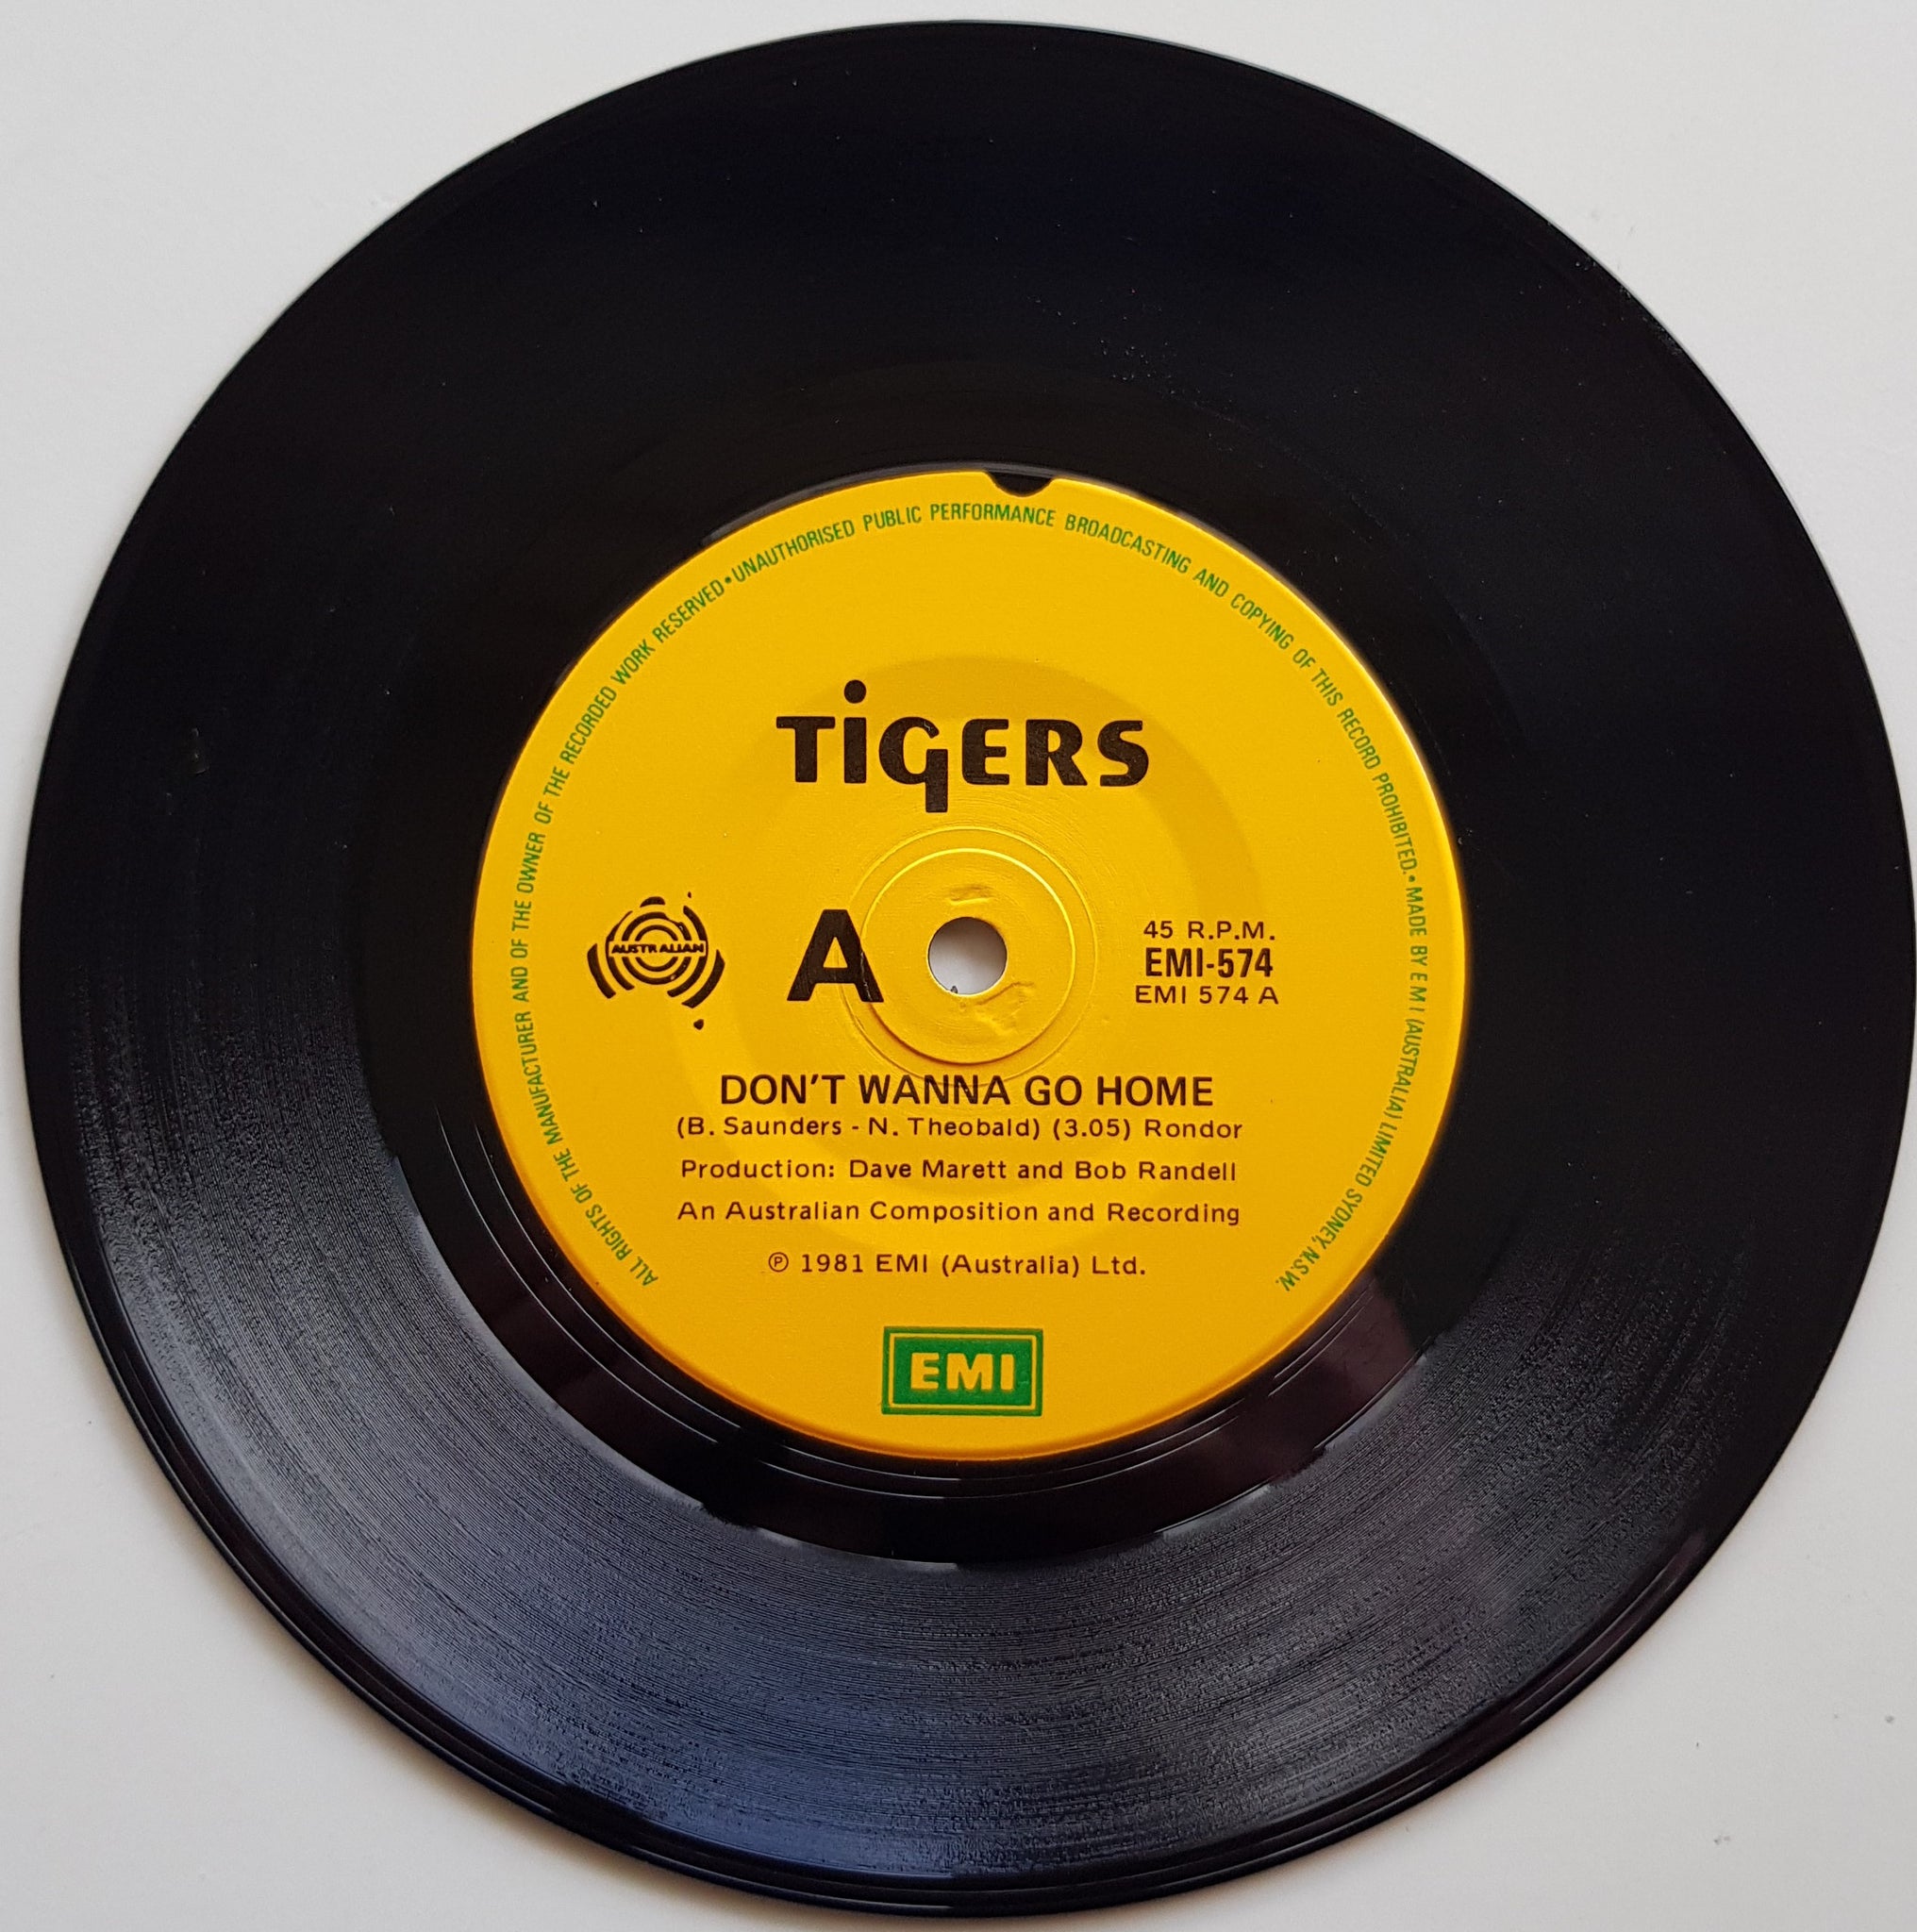 ALL RIGHTS OF THE MANUFACTURER AND OF THE OWNER OF THE RECORDED WORK RESERVED • UNAUTHORISED PUBLIC PERFORMANCE BROADCASTING AND COPYING OF THIS RECORD PROHIBITED. • MADE BY E M I (AUSTRALIA) LIMITED SYDNEY, N.S.W.
TiGERS
AUSTRALIAN
A
45 R.P.M.
EMI-574
EMI 574 A
DON'T WANNA GO HOME
(B. Saunders - N. Theobald) (3.05) Rondor
Production: Dave Marett and Bob Randell
An Australian Composition and Recording
℗ 1981 EMI (Australia) Ltd.
EMI